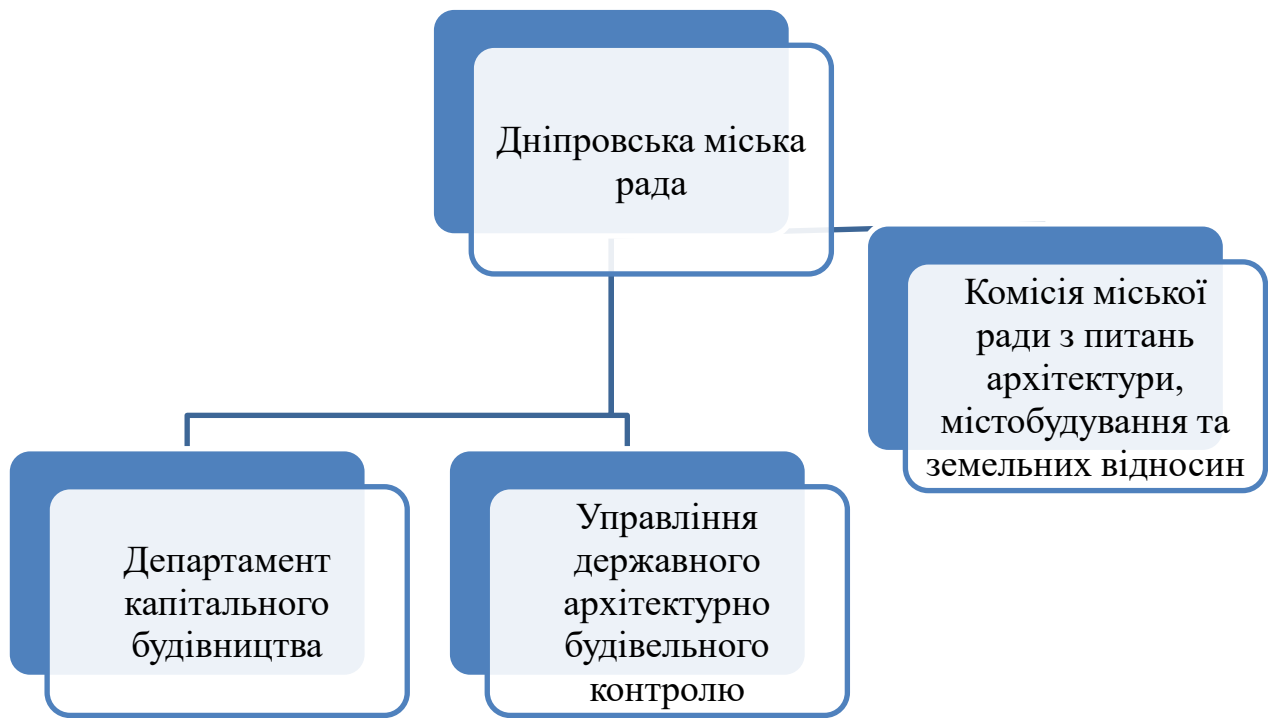 Дніпровська міська
рада
Комісія міської
ради з питань
архітектури,
містобудування та
земельних відносин
Департамент
капітального
будівництва
Управління
державного
архітектурно
будівельного
контролю